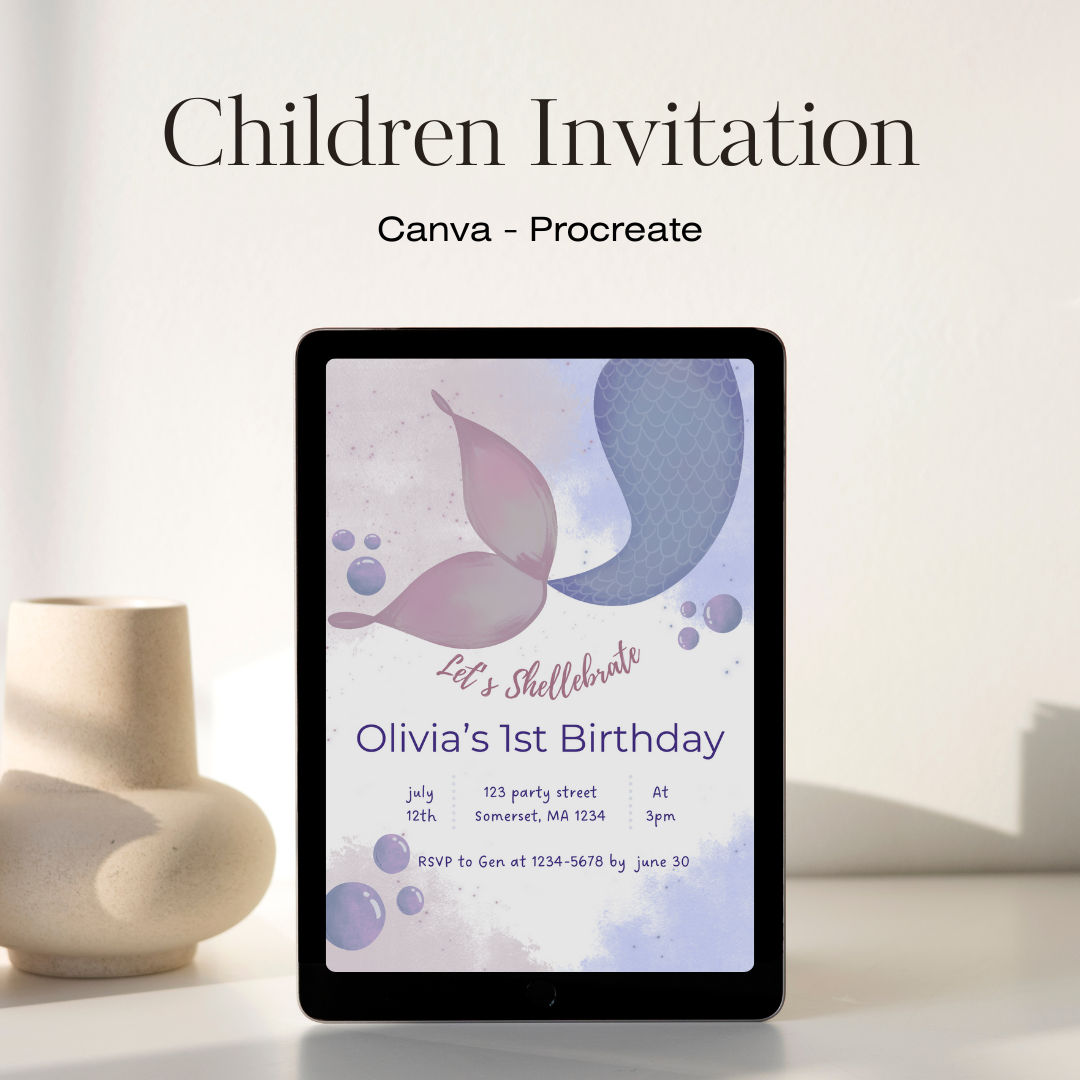 Children Invitation
Canva - Procreate
Let's Shellebrate
Olivia's 1st Birthday
july
12th
123 party street
Somerset, MA 1234
At
3pm
RSVP to Gen at 1234-5678 by june 30